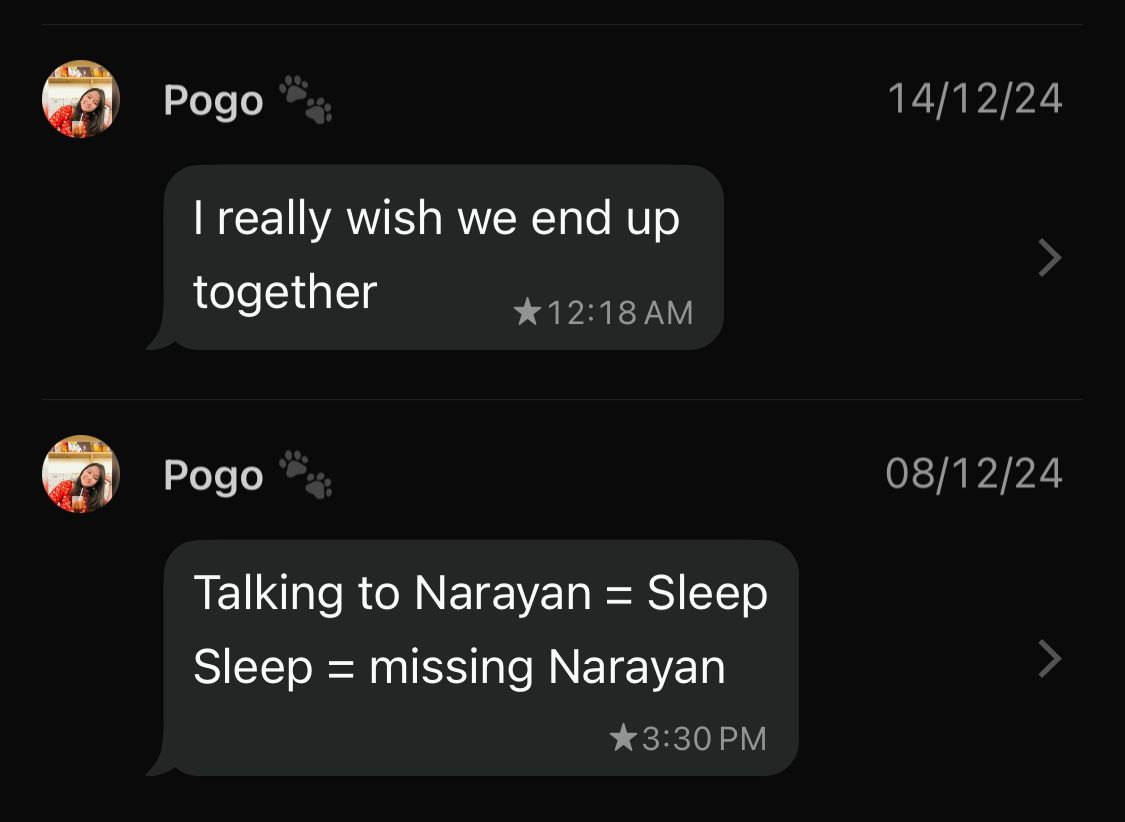 Pogo 🐾
14/12/24
I really wish we end up
together
★12:18 AM
Pogo 🐾
08/12/24
Talking to Narayan = Sleep
Sleep = missing Narayan
★3:30 PM